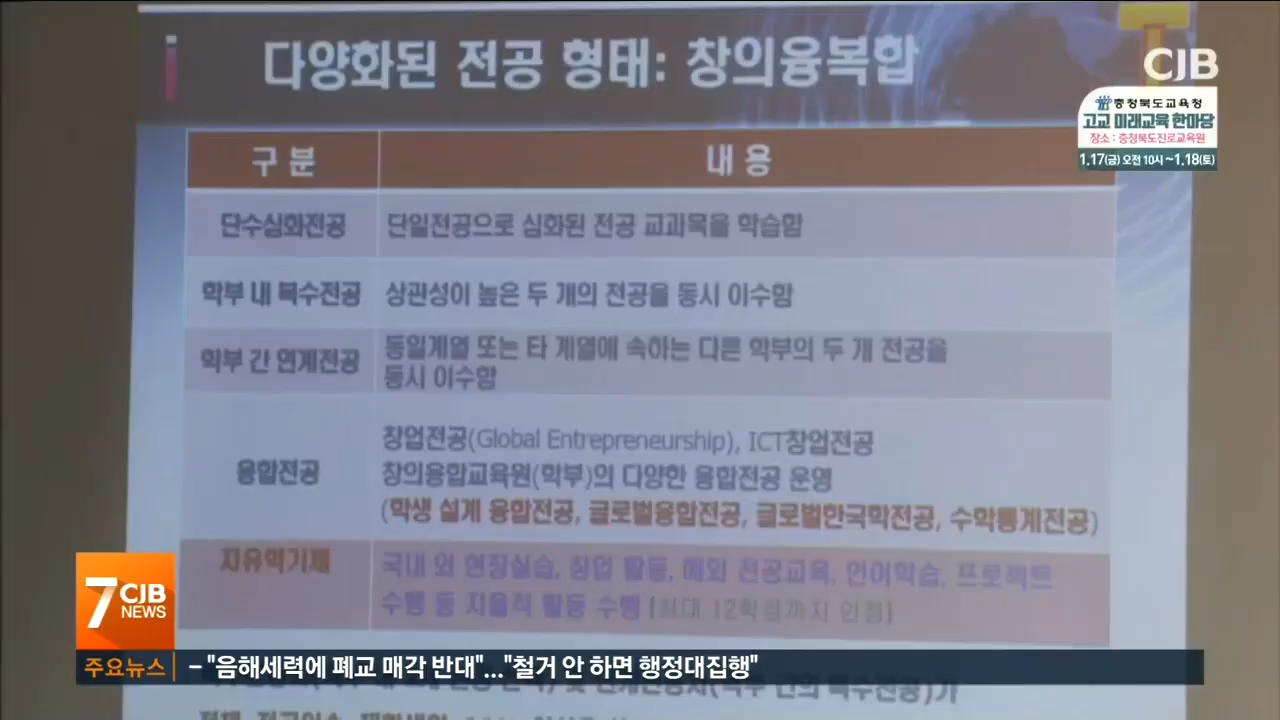 다양화된 전공 형태: 창의융복합
CJB
충청북도교육청
고교 미래교육 한마당
장소 : 충청북도진로교육원
1.17(금) 오전 10시 ~1.18(토)
구 분
내 용
단수심화전공
단일전공으로 심화된 전공 교과목을 학습함
학부 내 복수전공
상관성이 높은 두 개의 전공을 동시 이수함
학부 간 연계전공
동일계열 또는 타 계열에 속하는 다른 학부의 두 개 전공을
동시 이수함
융합전공
창업전공(Global Entrepreneurship), ICT창업전공
창의융합교육원(학부)의 다양한 융합전공 운영
(학생 설계 융합전공, 글로벌융합전공, 글로벌한국학전공, 수학통계전공)
자유학기제
국내 외 현장실습, 창업 활동, 해외 전공교육, 언어학습, 프로젝트
수행 등 자율적 활동 수행 (최대 12학점까지 인정)
7 CJB
NEWS
주요뉴스
– "음해세력에 폐교 매각 반대"..."철거 안 하면 행정대집행"